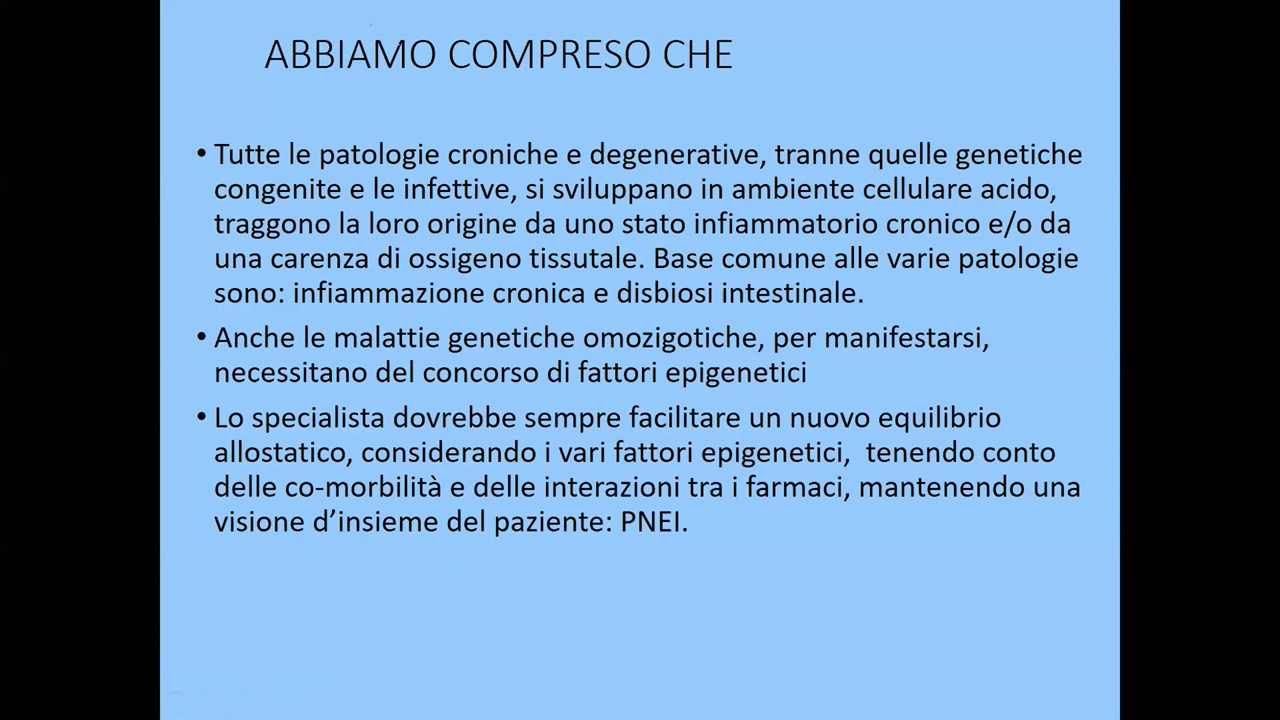 ABBIAMO COMPRESO CHE
• Tutte le patologie croniche e degenerative, tranne quelle genetiche
congenite e le infettive, si sviluppano in ambiente cellulare acido,
traggono la loro origine da uno stato infiammatorio cronico e/o da
una carenza di ossigeno tissutale. Base comune alle varie patologie
sono: infiammazione cronica e disbiosi intestinale.
• Anche le malattie genetiche omozigotiche, per manifestarsi,
necessitano del concorso di fattori epigenetici
• Lo specialista dovrebbe sempre facilitare un nuovo equilibrio
allostatico, considerando i vari fattori epigenetici,  tenendo conto
delle co-morbilità e delle interazioni tra i farmaci, mantenendo una
visione d’insieme del paziente: PNEI.